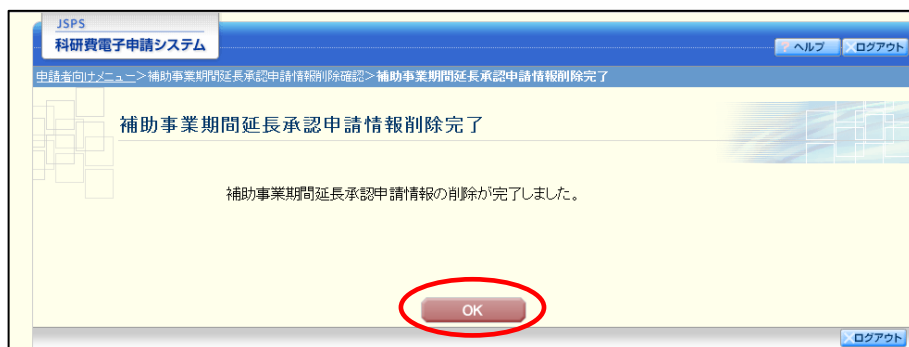 JSPS
科研費電子申請システム
? ヘルプ ×ログアウト
申請者向けメニュー>補助事業期間延長承認申請情報削除確認>補助事業期間延長承認申請情報削除完了
補助事業期間延長承認申請情報削除完了
補助事業期間延長承認申請情報の削除が完了しました。
OK
×ログアウト